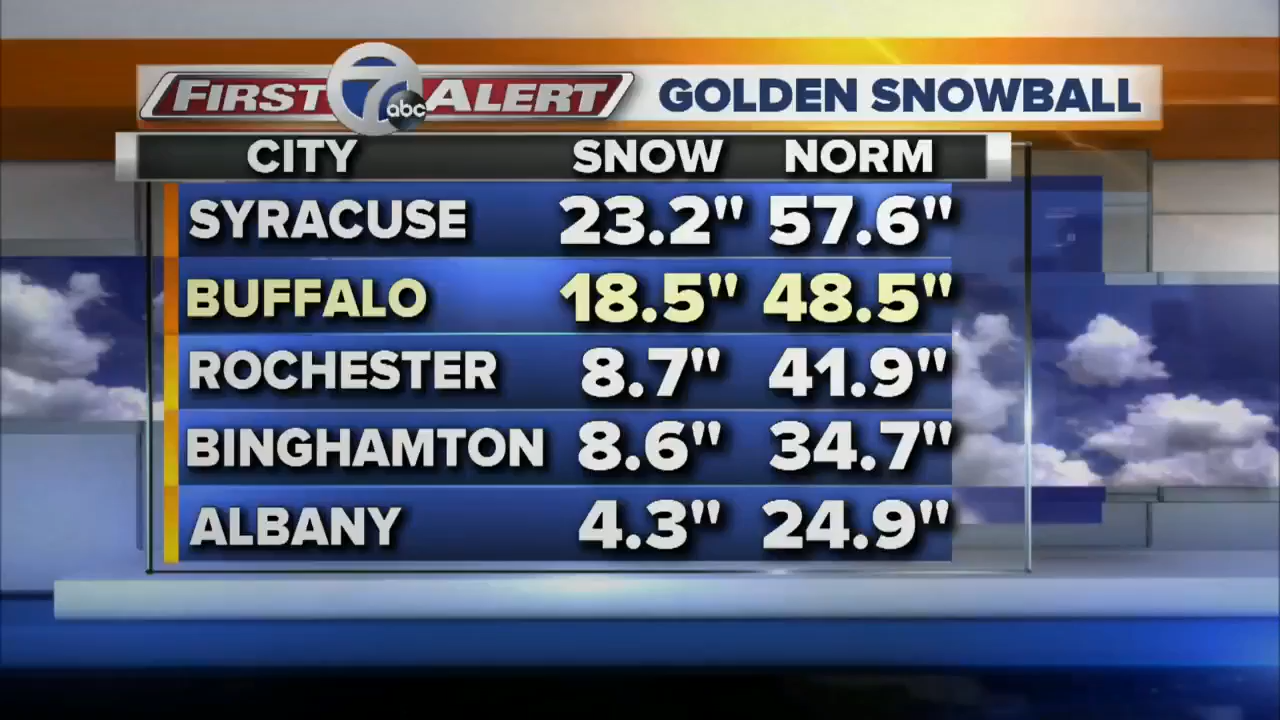 FIRST 7 abc ALERT GOLDEN SNOWBALL
CITY SNOW NORM
SYRACUSE 23.2" 57.6"
BUFFALO 18.5" 48.5"
ROCHESTER 8.7" 41.9"
BINGHAMTON 8.6" 34.7"
ALBANY 4.3" 24.9"